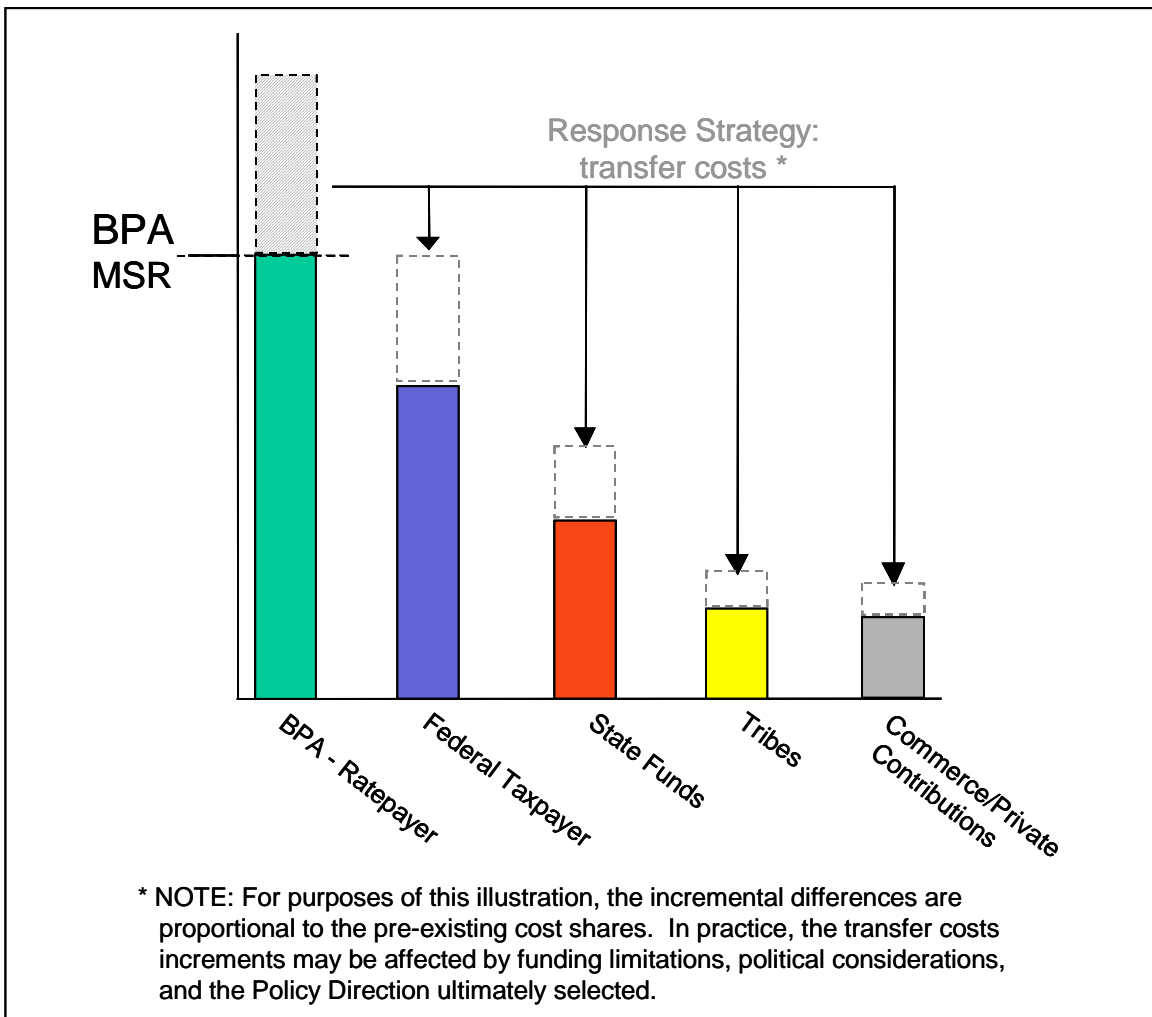 Response Strategy:
transfer costs *
BPA
MSR
BPA - Ratepayer
Federal Taxpayer
State Funds
Tribes
Commerce/Private
Contributions
* NOTE: For purposes of this illustration, the incremental differences are
proportional to the pre-existing cost shares. In practice, the transfer costs
increments may be affected by funding limitations, political considerations,
and the Policy Direction ultimately selected.